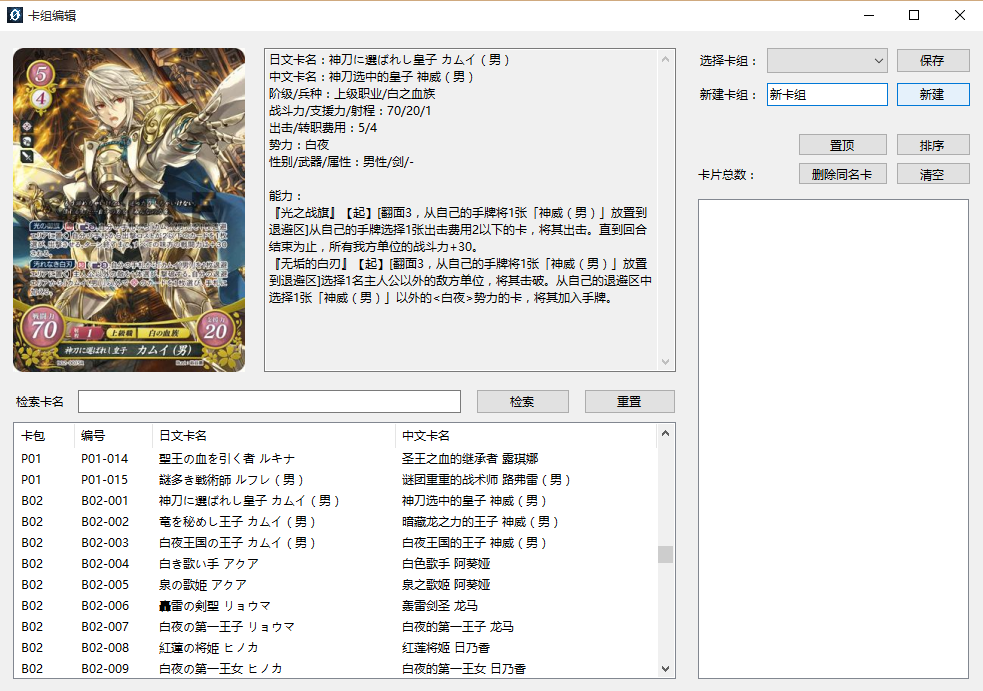 卡组编辑
5
4
戦闘力
70
射程 1
上級職
白の血族
支援力
20
神刀に選ばれし皇子 カムイ(男)
日文卡名：神刀に選ばれし皇子 カムイ（男）
中文卡名：神刀选中的皇子 神威（男）
阶级/兵种：上级职业/白之血族
战斗力/支援力/射程：70/20/1
出击/转职费用：5/4
势力：白夜
性别/武器/属性：男性/剑/-
能力：
『光之战旗』【起】[翻面3，从自己的手牌将1张「神威（男）」放置到
退避区]从自己的手牌选择1张出击费用2以下的卡，将其出击。直到回合
结束为止，所有我方单位的战斗力+30。
『无垢的白刃』【起】[翻面3，从自己的手牌将1张「神威（男）」放置
到退避区]选择1名主人公以外的敌方单位，将其击破。从自己的退避区中
选择1张「神威（男）」以外的<白夜>势力的卡，将其加入手牌。
选择卡组：
保存
新建卡组：
新卡组
新建
置顶
排序
卡片总数：
删除同名卡
清空
检索卡名
检索
重置
卡包 编号 日文卡名 中文卡名
P01 P01-014 聖王の血を引く者 ルキナ 圣王之血的继承者 露琪娜
P01 P01-015 謎多き戦術師 ルフレ（男） 谜团重重的战术师 路弗雷（男）
B02 B02-001 神刀に選ばれし皇子 カムイ（男） 神刀选中的皇子 神威（男）
B02 B02-002 竜を秘めし王子 カムイ（男） 暗藏龙之力的王子 神威（男）
B02 B02-003 白夜王国の王子 カムイ（男） 白夜王国的王子 神威（男）
B02 B02-004 白き歌い手 アクア 白色歌手 阿葵娅
B02 B02-005 泉の歌姫 アクア 泉之歌姬 阿葵娅
B02 B02-006 轟雷の剣聖 リョウマ 轰雷剑圣 龙马
B02 B02-007 白夜の第一王子 リョウマ 白夜的第一王子 龙马
B02 B02-008 紅蓮の将姫 ヒノカ 红莲将姬 日乃香
B02 B02-009 白夜の第一王女 ヒノカ 白夜的第一王女 日乃香